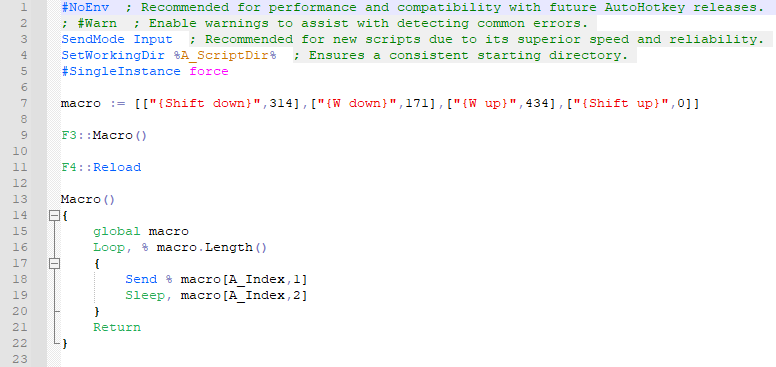 1 #NoEnv  ; Recommended for performance and compatibility with future AutoHotkey releases.
2 ; #Warn  ; Enable warnings to assist with detecting common errors.
3 SendMode Input  ; Recommended for new scripts due to its superior speed and reliability.
4 SetWorkingDir %A_ScriptDir%  ; Ensures a consistent starting directory.
5 #SingleInstance force
6
7 macro := [["{Shift down}",314],["{W down}",171],["{W up}",434],["{Shift up}",0]]
8
9 F3::Macro()
10
11 F4::Reload
12
13 Macro()
14 {
15     global macro
16     Loop, % macro.Length()
17     {
18         Send % macro[A_Index,1]
19         Sleep, macro[A_Index,2]
20     }
21     Return
22 }
23